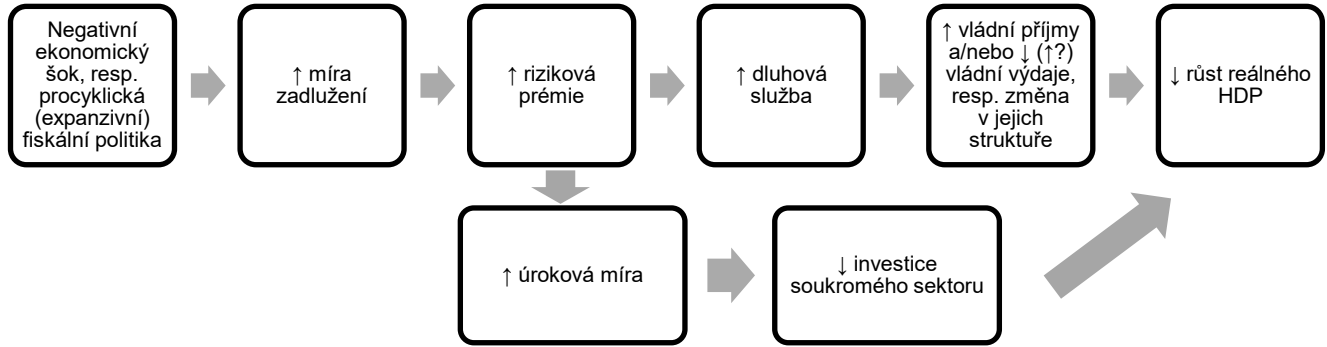 Negativní
ekonomický
šok, resp.
procyklická
(expanzivní)
fiskální politika
↑ míra
zadlužení
↑ riziková
prémie
↑ dluhová
služba
↑ vládní příjmy
a/nebo ↓ (↑?)
vládní výdaje,
resp. změna
v jejich
struktuře
↓ růst reálného
HDP
↑ úroková míra
↓ investice
soukromého sektoru